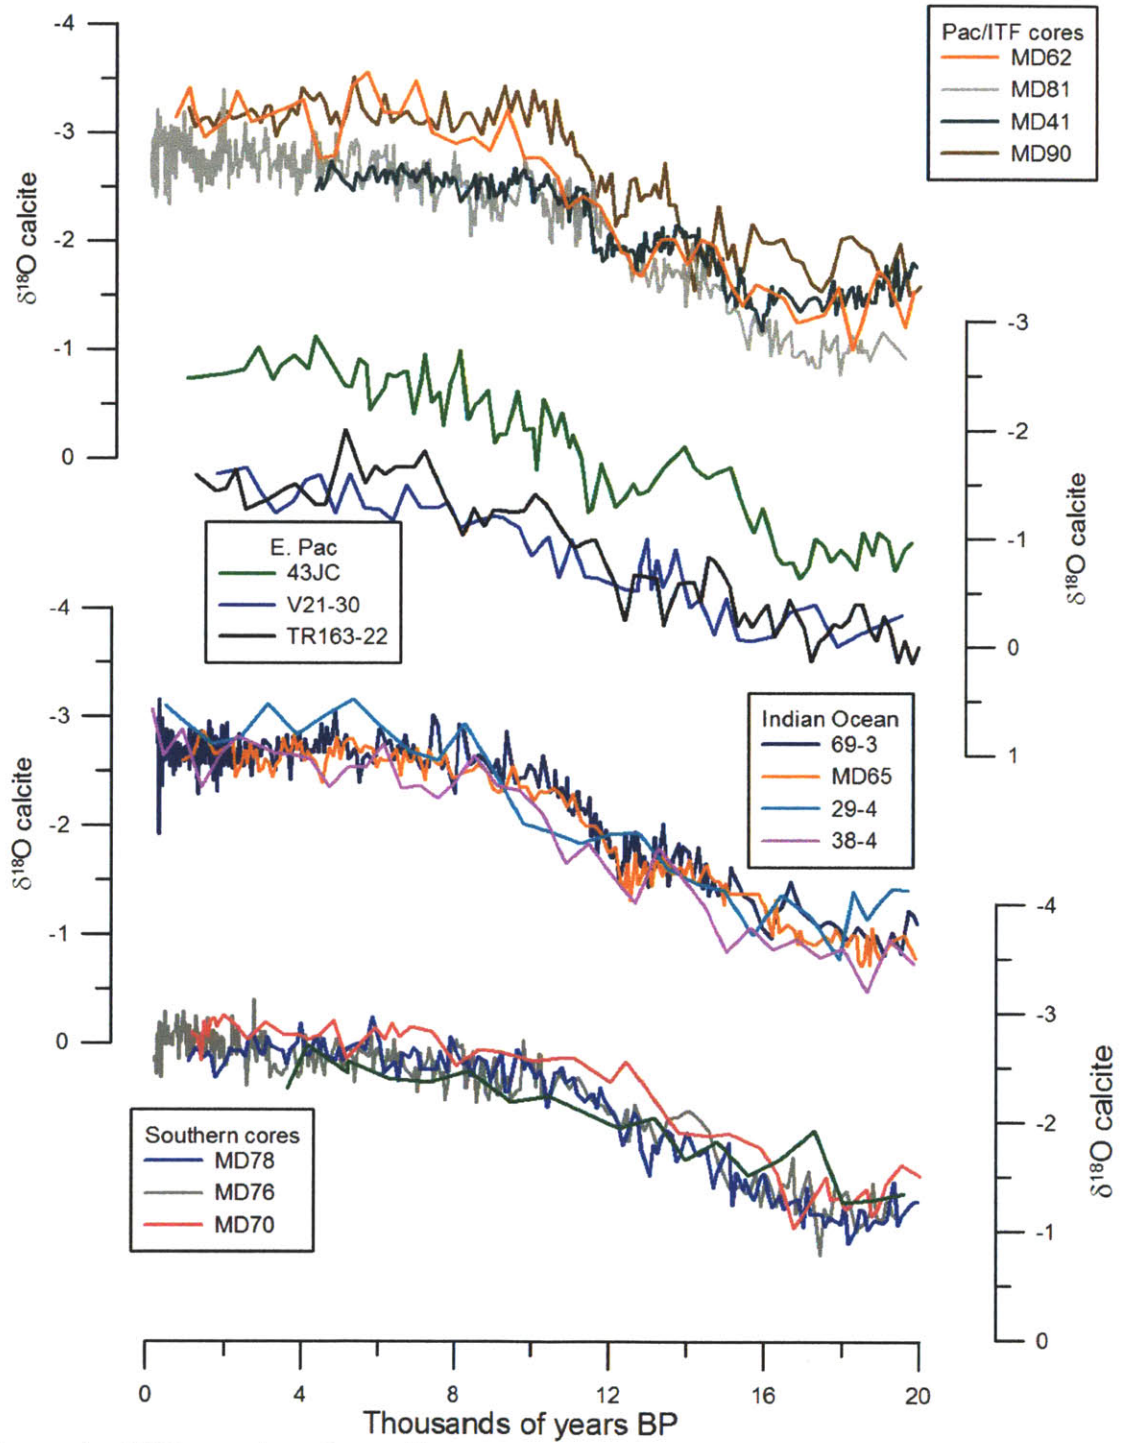 -4
-3
-2
-1
0
δ18O calcite
Pac/ITF cores
MD62
MD81
MD41
MD90
-3
-2
-1
0
1
δ18O calcite
E. Pac
43JC
V21-30
TR163-22
-4
-3
-2
-1
0
δ18O calcite
Indian Ocean
69-3
MD65
29-4
38-4
-4
-3
-2
-1
0
δ18O calcite
Southern cores
MD78
MD76
MD70
0 4 8 12 16 20
Thousands of years BP